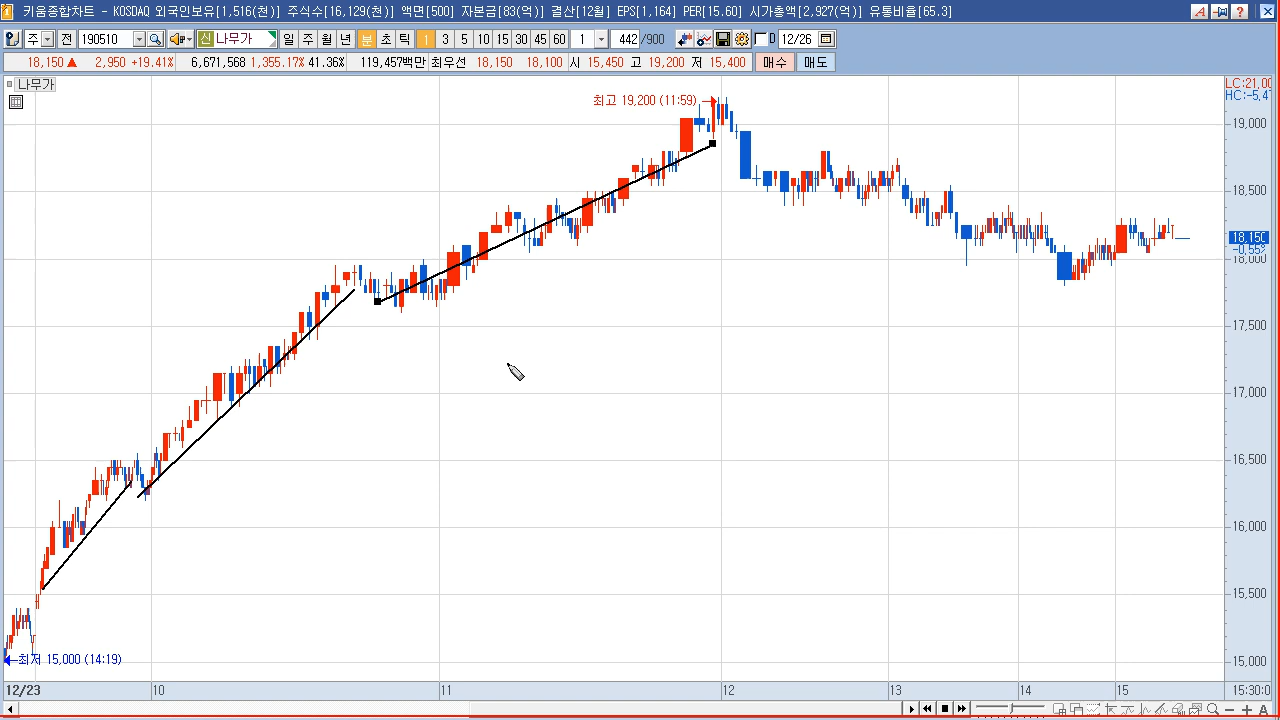 키움종합차트 - KOSDAQ 외국인보유[1,516(천)] 주식수[16,129(천)] 액면[500] 자본금[83(억)] 결산[12월] EPS[1,164] PER[15.60] 시가총액[2,927(억)] 유통비율[65.3]
주 전 190510 신 나무가 일 주 월 년 분 초 틱 1 3 5 10 15 30 45 60 1 442 /900 D 12/26
18,150 ▲ 2,950 +19.41% 6,671,568 1,355.17% 41.36% 119,457백만 최우선 18,150 18,100 시 15,450 고 19,200 저 15,400 매수 매도
나무가
LC:21,00
HC:-5,4
최고 19,200 (11:59)
19,000
18,500
18,150
-0.55%
18,000
17,500
17,000
16,500
16,000
15,500
최저 15,000 (14:19)
15,000
12/23 10 11 12 13 14 15 15:30:0
A